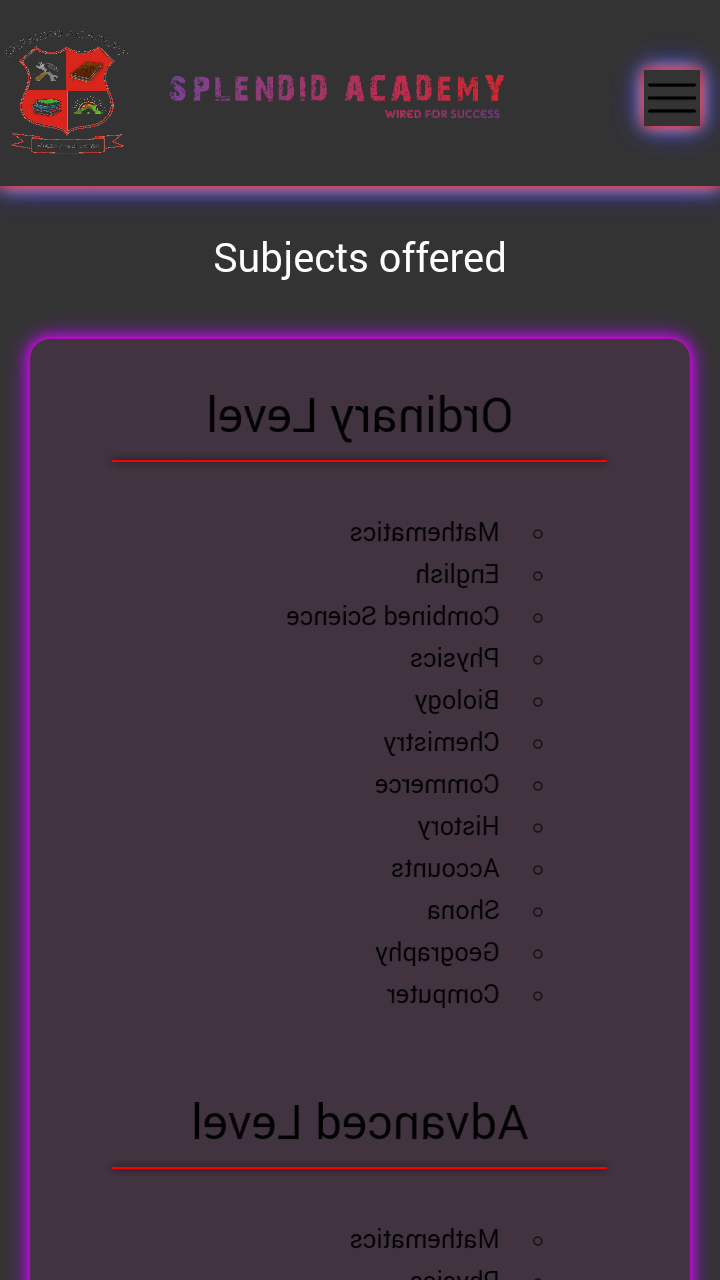 SPLENDID ACADEMY
WIRED FOR SUCCESS
Subjects offered
Ordinary Level
Mathematics
English
Combined Science
Physics
Biology
Chemistry
Commerce
History
Accounts
Shona
Geography
Computer
Advanced Level
Mathematics
Physics